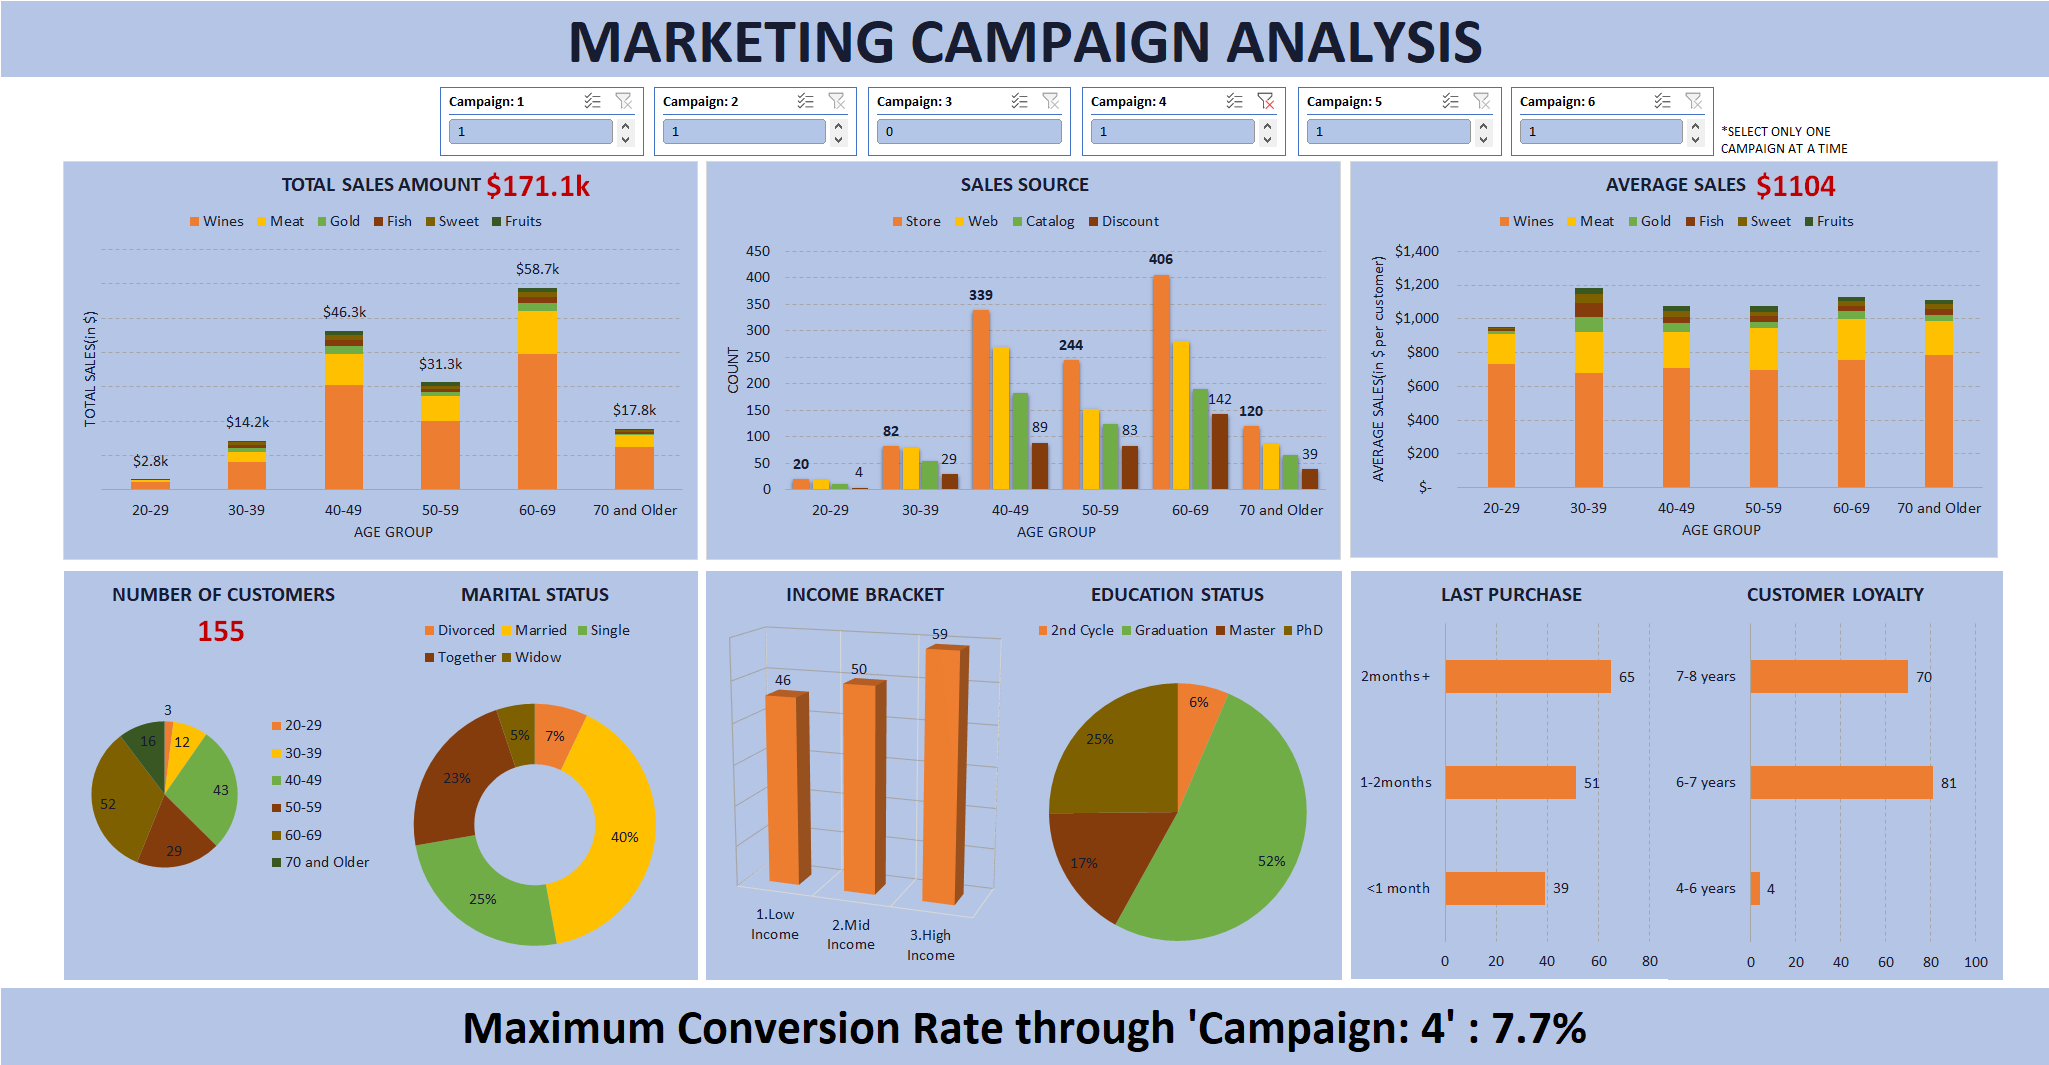 MARKETING CAMPAIGN ANALYSIS
Campaign: 1
1
Campaign: 2
1
Campaign: 3
0
Campaign: 4
1
Campaign: 5
1
Campaign: 6
1
*SELECT ONLY ONE
CAMPAIGN AT A TIME
TOTAL SALES AMOUNT $171.1k
Wines Meat Gold Fish Sweet Fruits
TOTAL SALES(in $)
$2.8k
$14.2k
$46.3k
$31.3k
$58.7k
$17.8k
20-29 30-39 40-49 50-59 60-69 70 and Older
AGE GROUP
SALES SOURCE
Store Web Catalog Discount
COUNT
450
400
350
300
250
200
150
100
50
0
20
4
82
29
339
89
244
83
406
142
120
39
20-29 30-39 40-49 50-59 60-69 70 and Older
AGE GROUP
AVERAGE SALES $1104
Wines Meat Gold Fish Sweet Fruits
AVERAGE SALES(in $ per customer)
$1,400
$1,200
$1,000
$800
$600
$400
$200
$-
20-29 30-39 40-49 50-59 60-69 70 and Older
AGE GROUP
NUMBER OF CUSTOMERS
155
3
12
43
29
52
16
20-29
30-39
40-49
50-59
60-69
70 and Older
MARITAL STATUS
Divorced Married Single
Together Widow
7%
40%
25%
23%
5%
INCOME BRACKET
46
50
59
1.Low
Income
2.Mid
Income
3.High
Income
EDUCATION STATUS
2nd Cycle Graduation Master PhD
6%
52%
17%
25%
LAST PURCHASE
2months+
65
1-2months
51
<1 month
39
0 20 40 60 80
CUSTOMER LOYALTY
7-8 years
70
6-7 years
81
4-6 years
4
0 20 40 60 80 100
Maximum Conversion Rate through 'Campaign: 4' : 7.7%